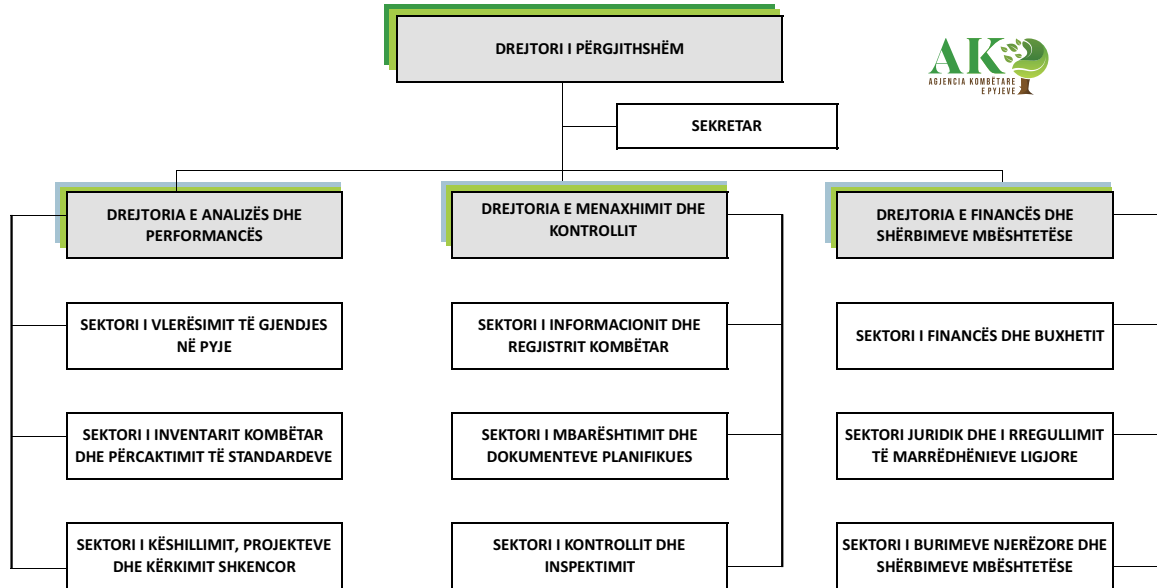 DREJTORI I PËRGJITHSHËM
AK
AGJENCIA KOMBËTARE
E PYJEVE
SEKRETAR
DREJTORIA E ANALIZËS DHE
PERFORMANCËS
DREJTORIA E MENAXHIMIT DHE
KONTROLLIT
DREJTORIA E FINANCËS DHE
SHËRBIMEVE MBËSHTETËSE
SEKTORI I VLERËSIMIT TË GJENDJES
NË PYJE
SEKTORI I INFORMACIONIT DHE
REGJISTRIT KOMBËTAR
SEKTORI I FINANCËS DHE BUXHETIT
SEKTORI I INVENTARIT KOMBËTAR
DHE PËRCAKTIMIT TË STANDARDEVE
SEKTORI I MBARËSHTIMIT DHE
DOKUMENTEVE PLANIFIKUES
SEKTORI JURIDIK DHE I RREGULLIMIT
TË MARRËDHËNIEVE LIGJORE
SEKTORI I KËSHILLIMIT, PROJEKTEVE
DHE KËRKIMIT SHKENCOR
SEKTORI I KONTROLLIT DHE
INSPEKTIMIT
SEKTORI I BURIMEVE NJERËZORE DHE
SHËRBIMEVE MBËSHTETËSE